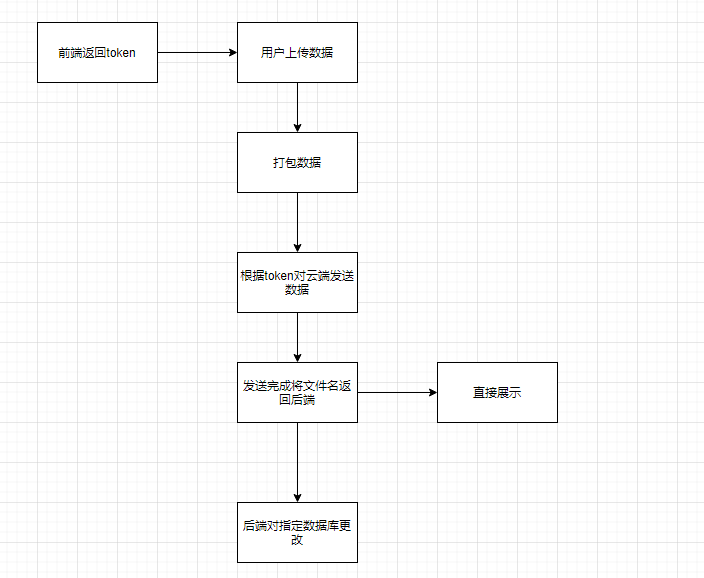 前端返回token
用户上传数据
打包数据
根据token对云端发送
数据
发送完成将文件名返
回后端
直接展示
后端对指定数据库更
改